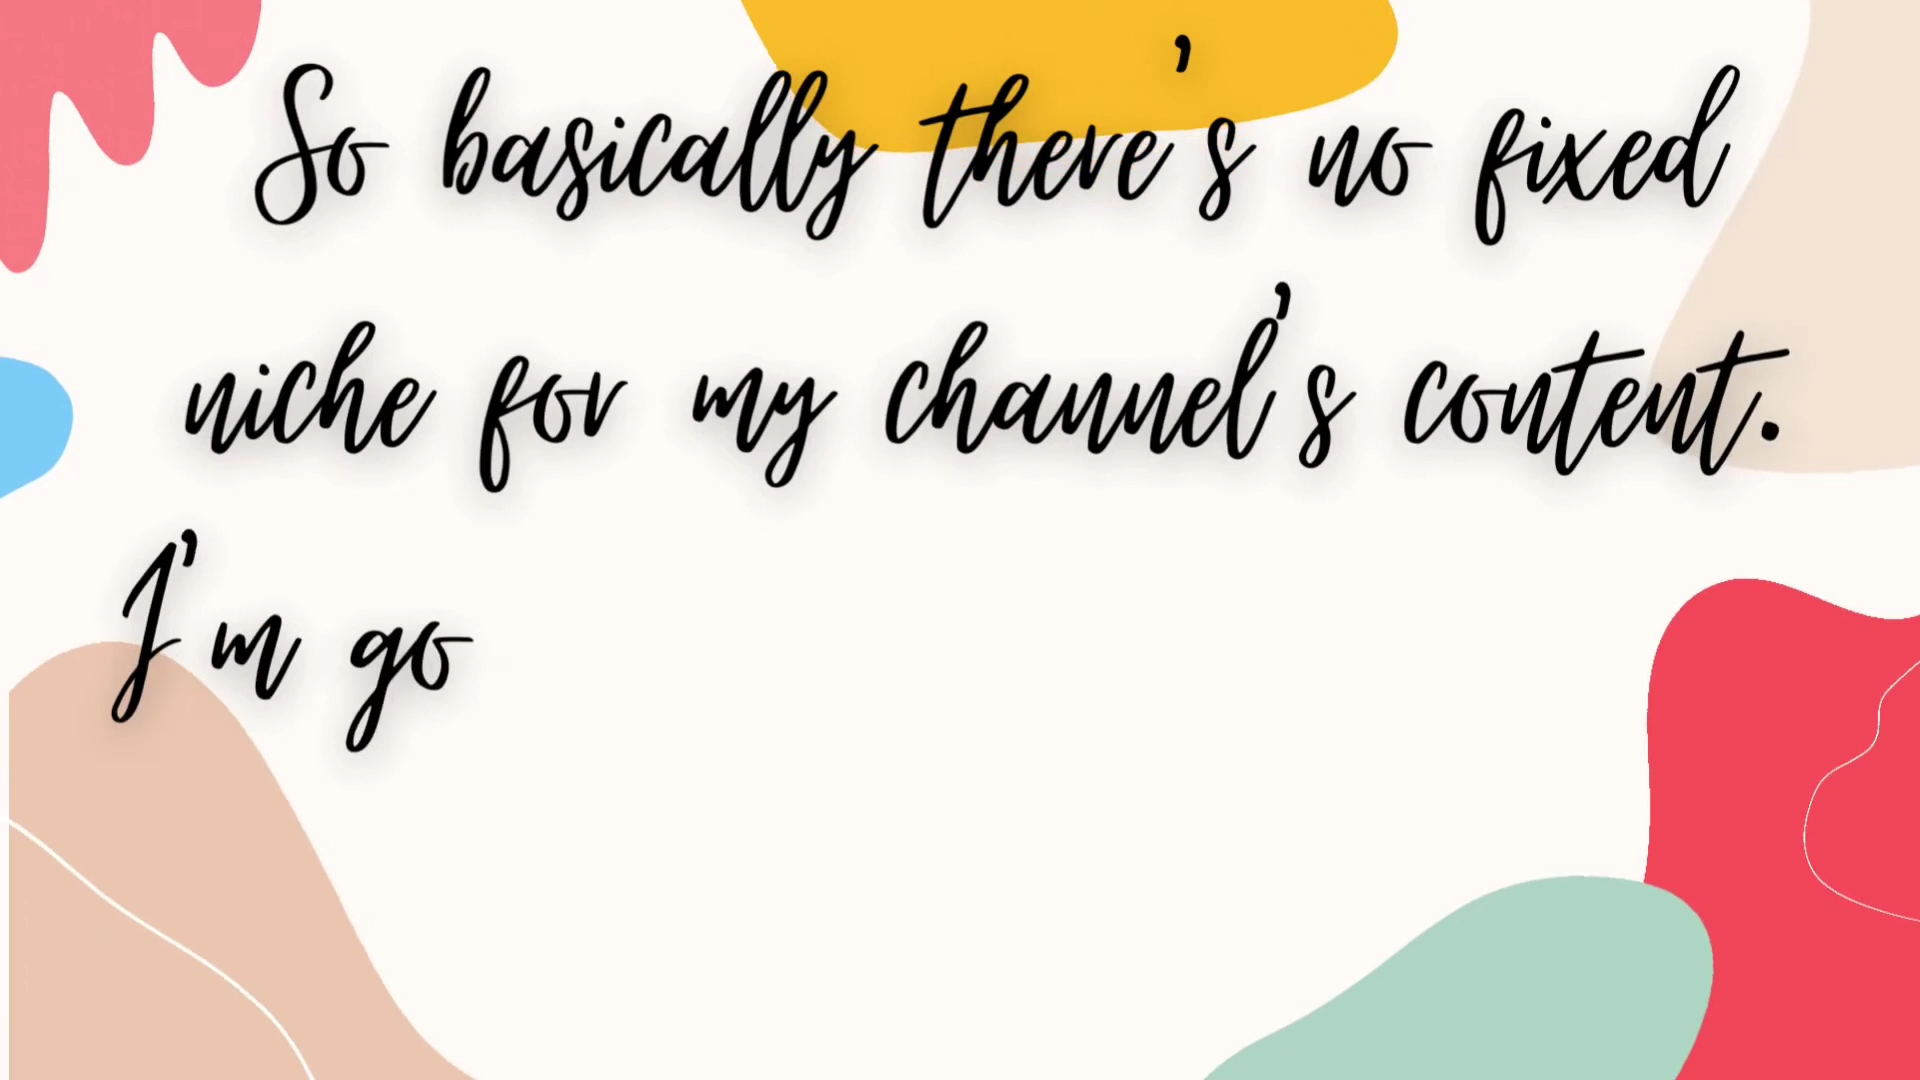 So basically there's no fixed
niche for my channel's content.
I'm go